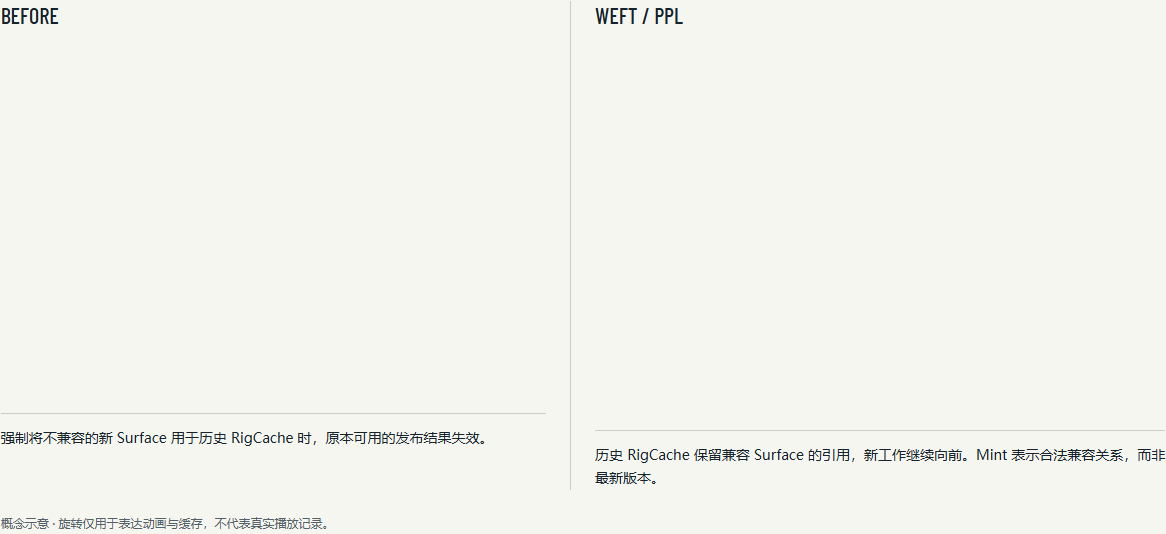 BEFORE
WEFT / PPL
强制将不兼容的新 Surface 用于历史 RigCache 时，原本可用的发布结果失效。
历史 RigCache 保留兼容 Surface 的引用，新工作继续向前。Mint 表示合法兼容关系，而非
最新版本。
概念示意 · 旋转仅用于表达动画与缓存，不代表真实播放记录。